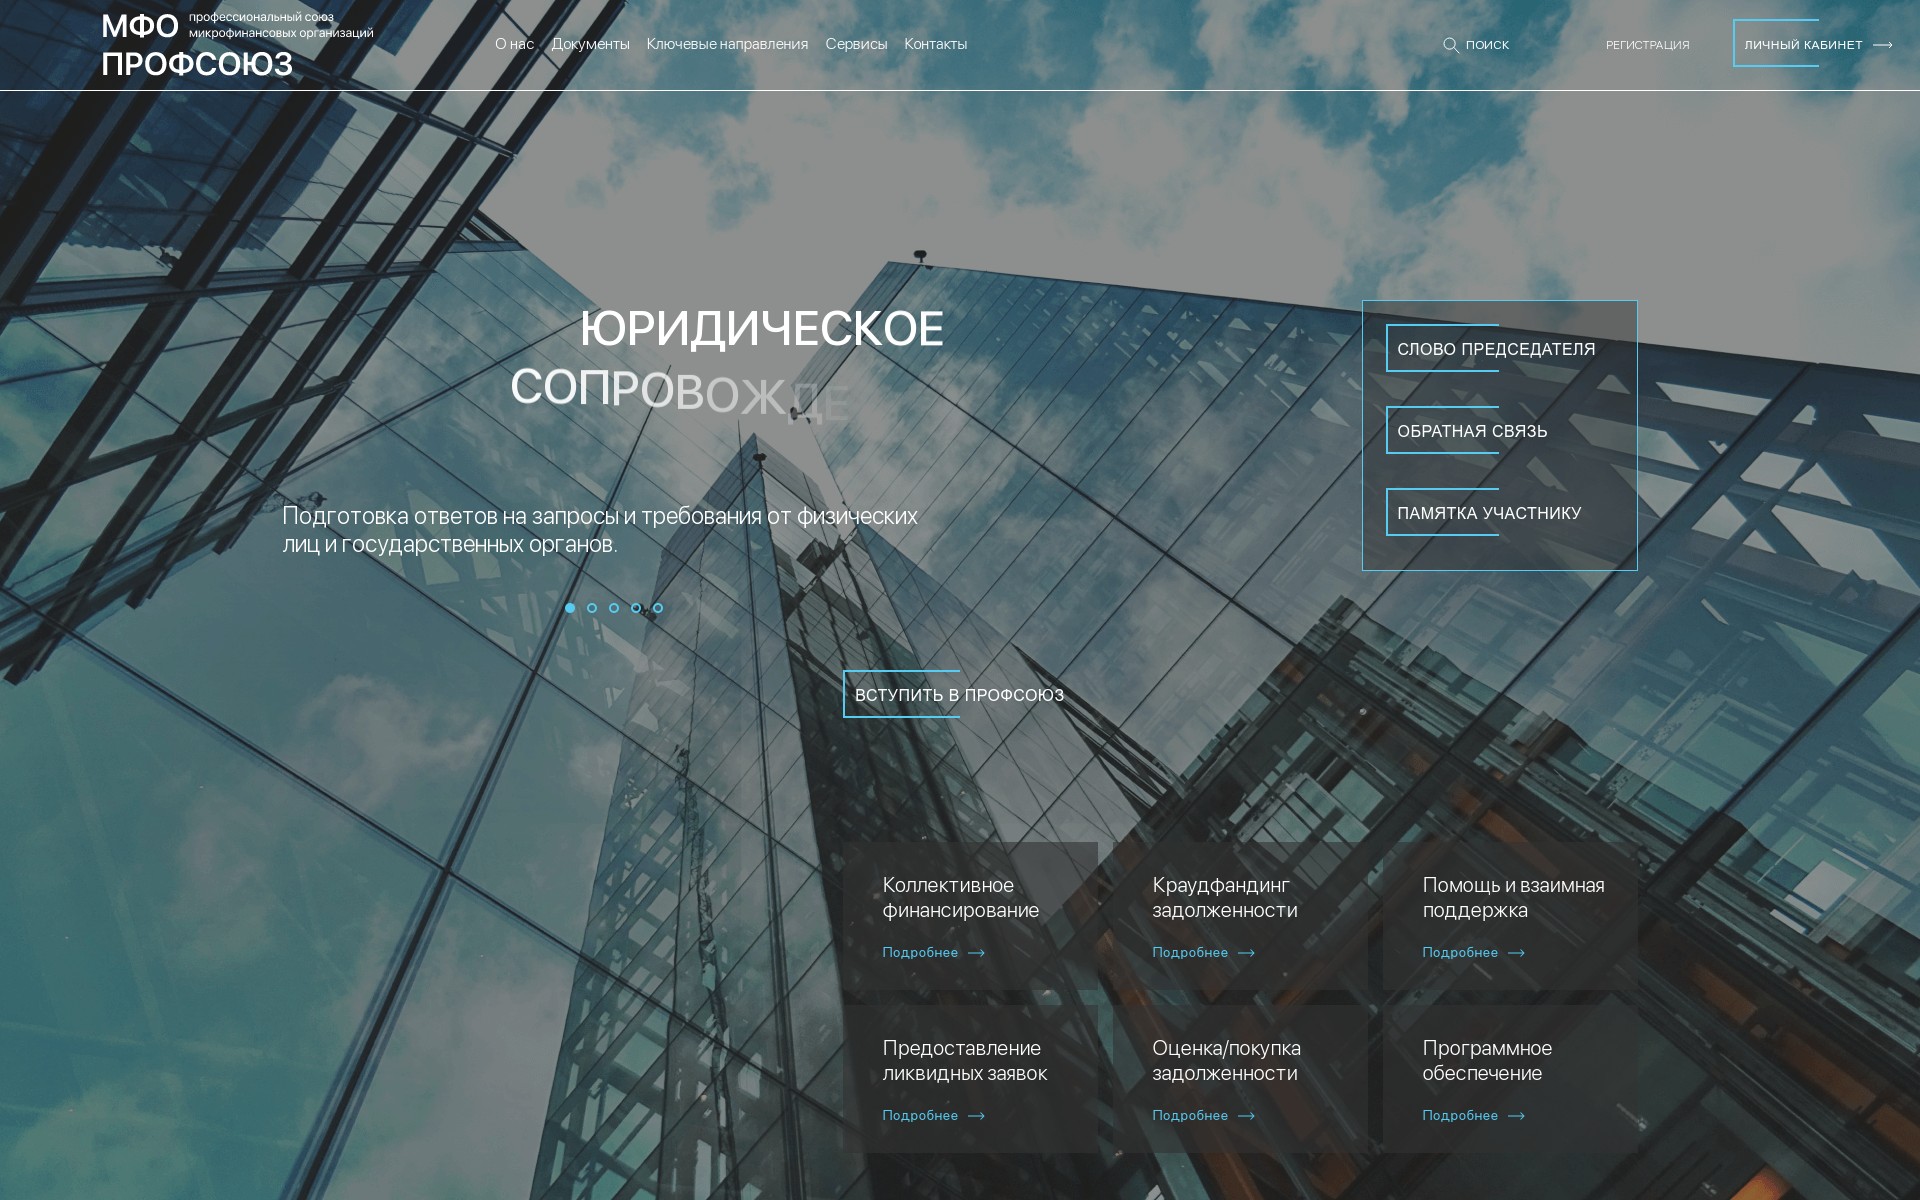 МФО профессиональный союз
микрофинансовых организаций
ПРОФСОЮЗ
О нас Документы Ключевые направления Сервисы Контакты
ПОИСК
РЕГИСТРАЦИЯ
ЛИЧНЫЙ КАБИНЕТ
ЮРИДИЧЕСКОЕ
СОПРОВОЖДЕ
Подготовка ответов на запросы и требования от физических
лиц и государственных органов.
СЛОВО ПРЕДСЕДАТЕЛЯ
ОБРАТНАЯ СВЯЗЬ
ПАМЯТКА УЧАСТНИКУ
ВСТУПИТЬ В ПРОФСОЮЗ
Коллективное
финансирование
Подробнее
Краудфандинг
задолженности
Подробнее
Помощь и взаимная
поддержка
Подробнее
Предоставление
ликвидных заявок
Подробнее
Оценка/покупка
задолженности
Подробнее
Программное
обеспечение
Подробнее